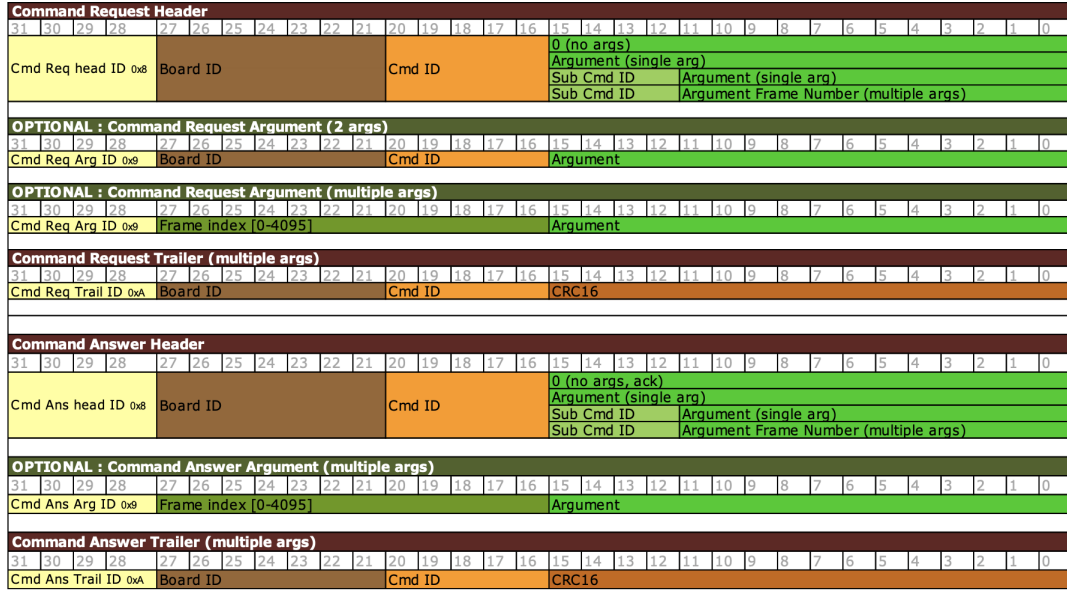 Command Request Header
31 30 29 28 27 26 25 24 23 22 21 20 19 18 17 16 15 14 13 12 11 10 9 8 7 6 5 4 3 2 1 0
0 (no args)
Argument (single arg)
Cmd Req head ID 0x8 Board ID Cmd ID
Sub Cmd ID Argument (single arg)
Sub Cmd ID Argument Frame Number (multiple args)
OPTIONAL : Command Request Argument (2 args)
31 30 29 28 27 26 25 24 23 22 21 20 19 18 17 16 15 14 13 12 11 10 9 8 7 6 5 4 3 2 1 0
Cmd Req Arg ID 0x9 Board ID Cmd ID Argument
OPTIONAL : Command Request Argument (multiple args)
31 30 29 28 27 26 25 24 23 22 21 20 19 18 17 16 15 14 13 12 11 10 9 8 7 6 5 4 3 2 1 0
Cmd Req Arg ID 0x9 Frame index [0-4095] Argument
Command Request Trailer (multiple args)
31 30 29 28 27 26 25 24 23 22 21 20 19 18 17 16 15 14 13 12 11 10 9 8 7 6 5 4 3 2 1 0
Cmd Req Trail ID 0xA Board ID Cmd ID CRC16
Command Answer Header
31 30 29 28 27 26 25 24 23 22 21 20 19 18 17 16 15 14 13 12 11 10 9 8 7 6 5 4 3 2 1 0
0 (no args, ack)
Argument (single arg)
Cmd Ans head ID 0x8 Board ID Cmd ID
Sub Cmd ID Argument (single arg)
Sub Cmd ID Argument Frame Number (multiple args)
OPTIONAL : Command Answer Argument (multiple args)
31 30 29 28 27 26 25 24 23 22 21 20 19 18 17 16 15 14 13 12 11 10 9 8 7 6 5 4 3 2 1 0
Cmd Ans Arg ID 0x9 Frame index [0-4095] Argument
Command Answer Trailer (multiple args)
31 30 29 28 27 26 25 24 23 22 21 20 19 18 17 16 15 14 13 12 11 10 9 8 7 6 5 4 3 2 1 0
Cmd Ans Trail ID 0xA Board ID Cmd ID CRC16